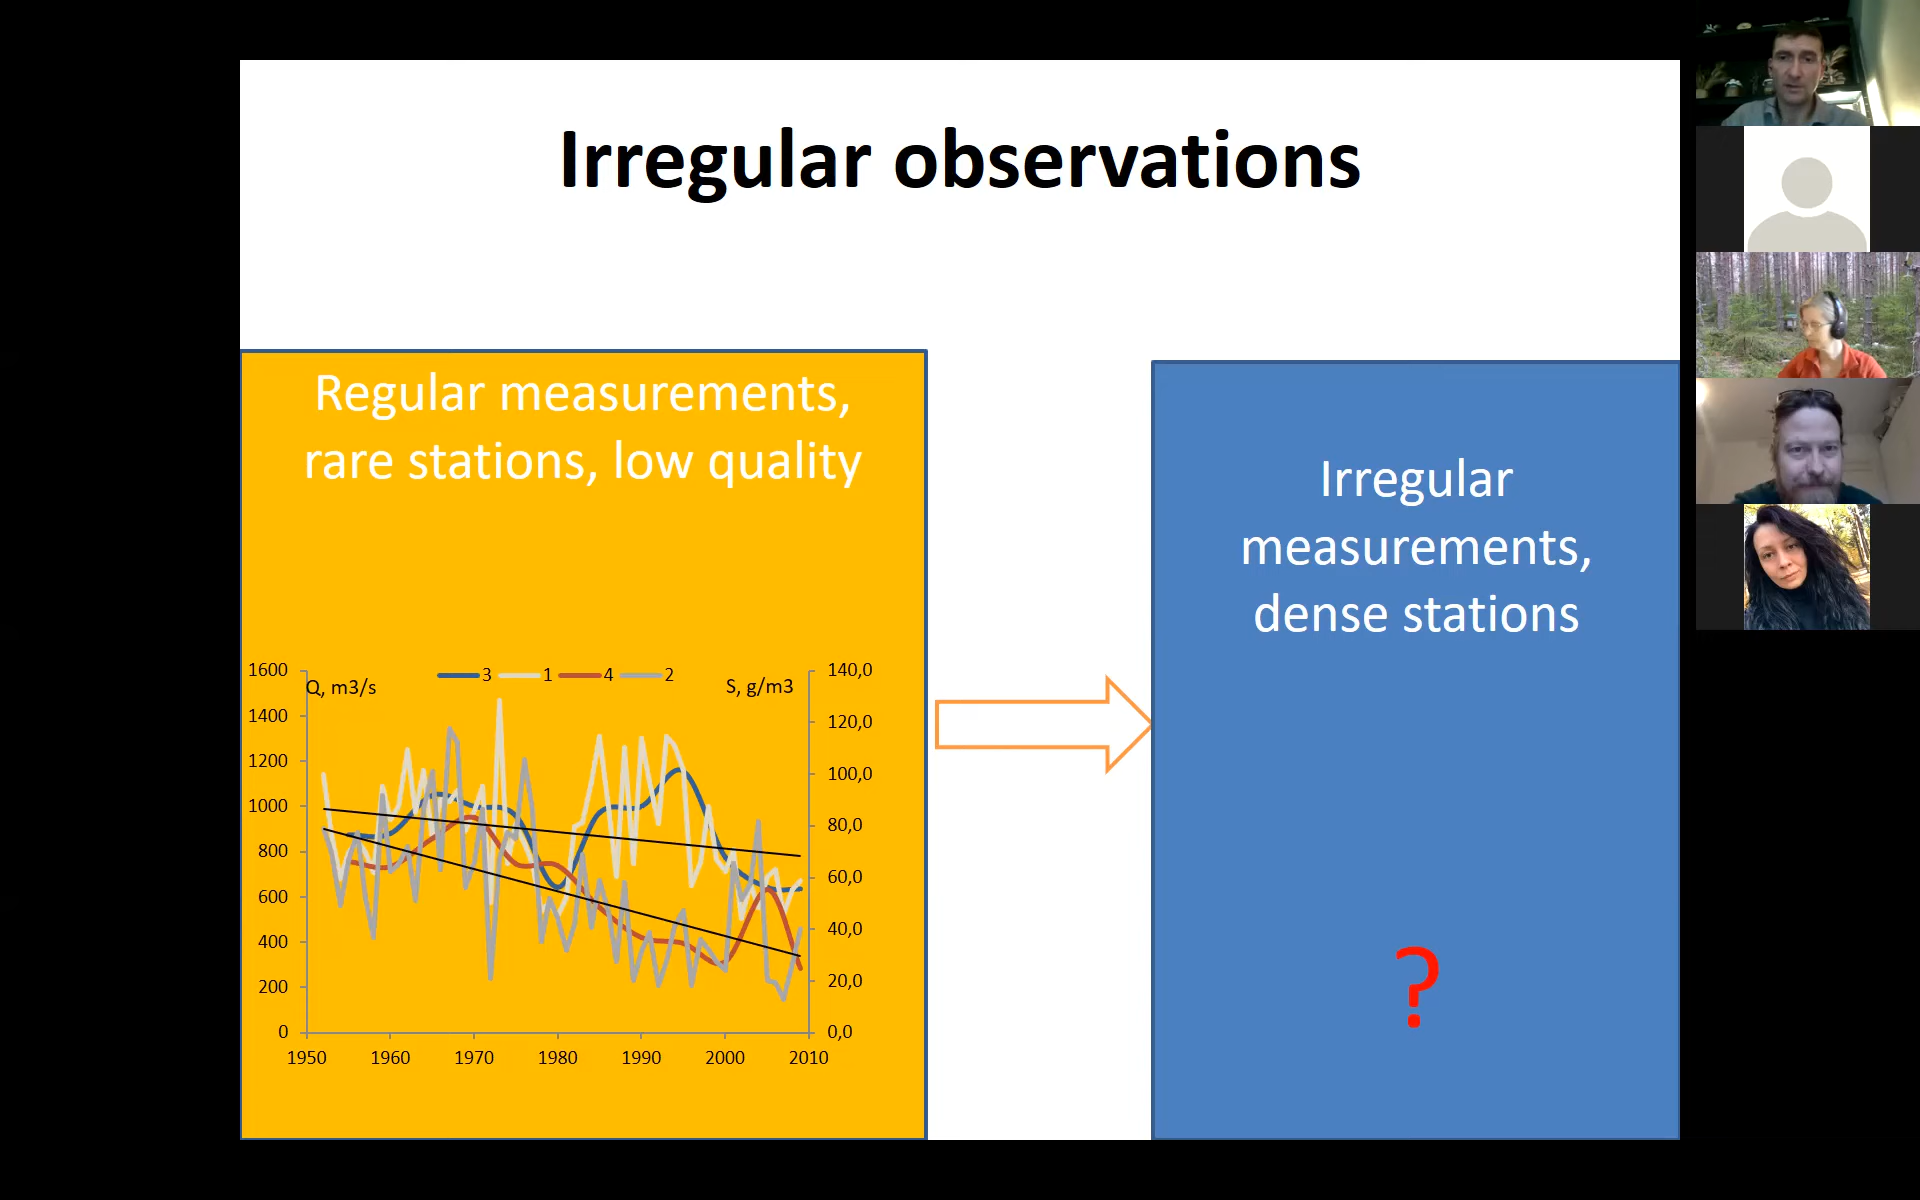 Irregular observations
Regular measurements,
rare stations, low quality
Irregular
measurements,
dense stations
?
3 1 4 2
Q, m3/s
S, g/m3
1600
1400
1200
1000
800
600
400
200
0
140,0
120,0
100,0
80,0
60,0
40,0
20,0
0,0
1950 1960 1970 1980 1990 2000 2010